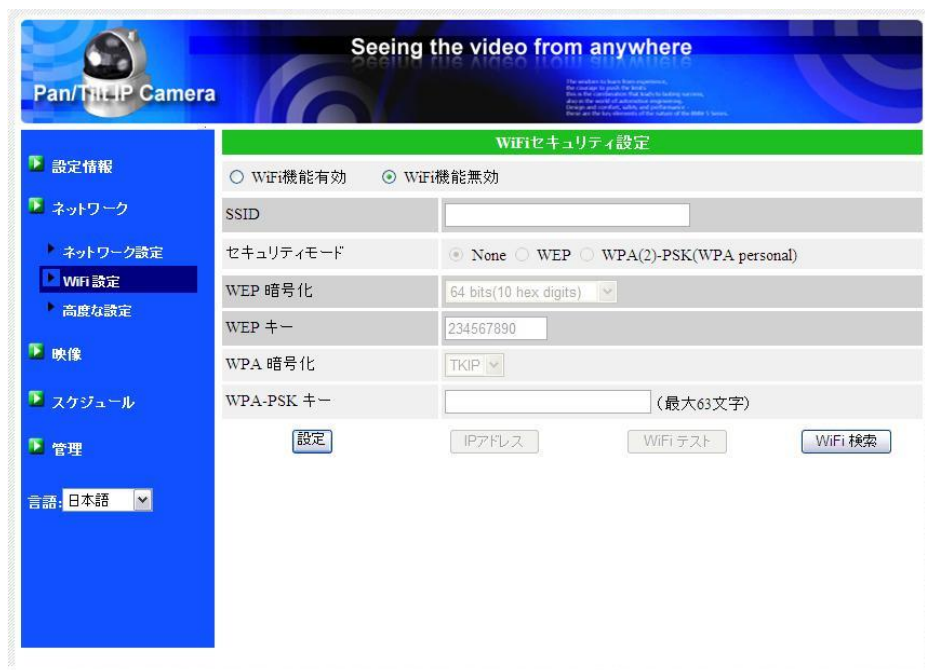 Seeing the video from anywhere
Pan/Tilt IP Camera
設定情報
ネットワーク
ネットワーク設定
WiFi 設定
高度な設定
映像
スケジュール
管理
言語: 日本語
WiFiセキュリティ設定
WiFi機能有効 WiFi機能無効
SSID
セキュリティモード None WEP WPA(2)-PSK(WPA personal)
WEP 暗号化 64 bits(10 hex digits)
WEP キー 234567890
WPA 暗号化 TKIP
WPA-PSK キー (最大63文字)
設定 IPアドレス WiFi テスト WiFi 検索